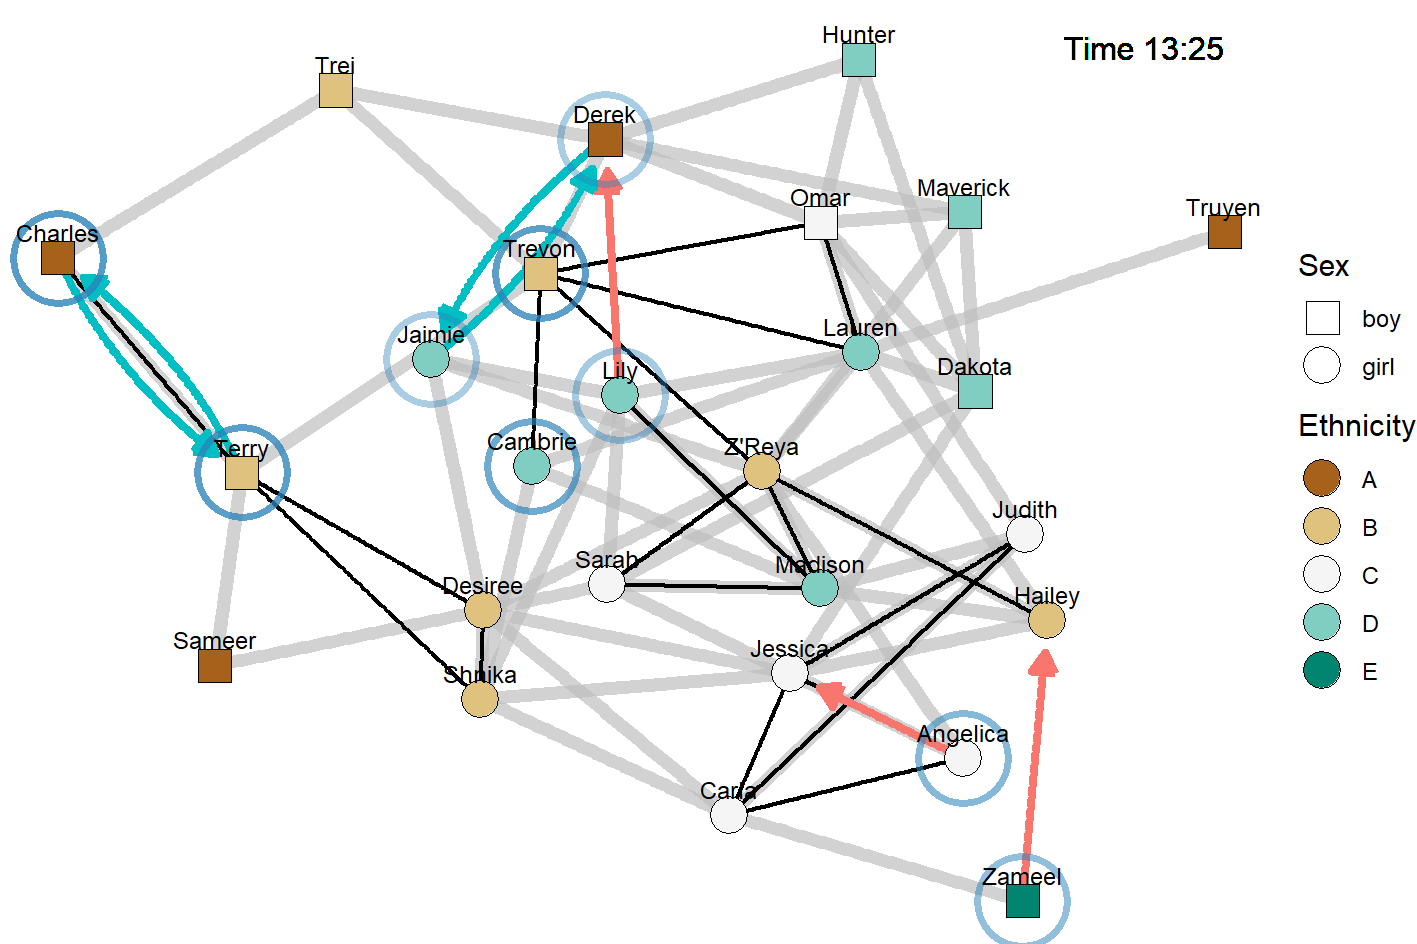 Hunter
Time 13:25
Trei
Derek
Maverick
Omar
Truyen
Charles
Trevon
Sex
boy
Lauren
Jaimie
girl
Dakota
Lily
Ethnicity
Cambrie
Z'Reya
Terry
A
Judith
B
Sarah
Madison
C
Desiree
Hailey
D
Sameer
Jessica
E
Shnika
Angelica
Carla
Zameel